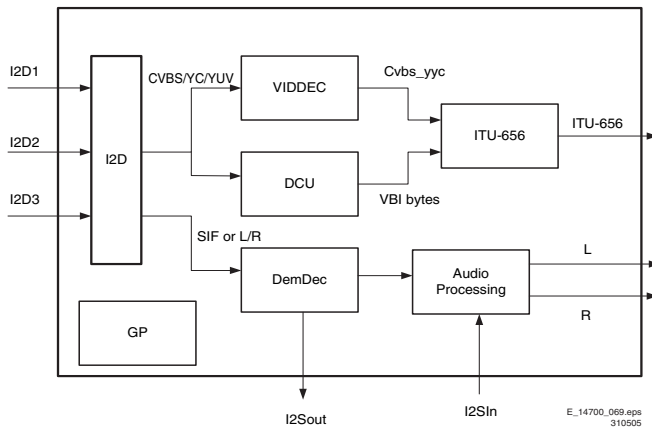 I2D1
CVBS/YC/YUV
VIDDEC
Cvbs_yyc
I2D2
I2D
ITU-656
ITU-656
DCU
VBI bytes
I2D3
SIF or L/R
DemDec
Audio
Processing
L
R
GP
I2Sout
I2SIn
E_14700_069.eps
310505